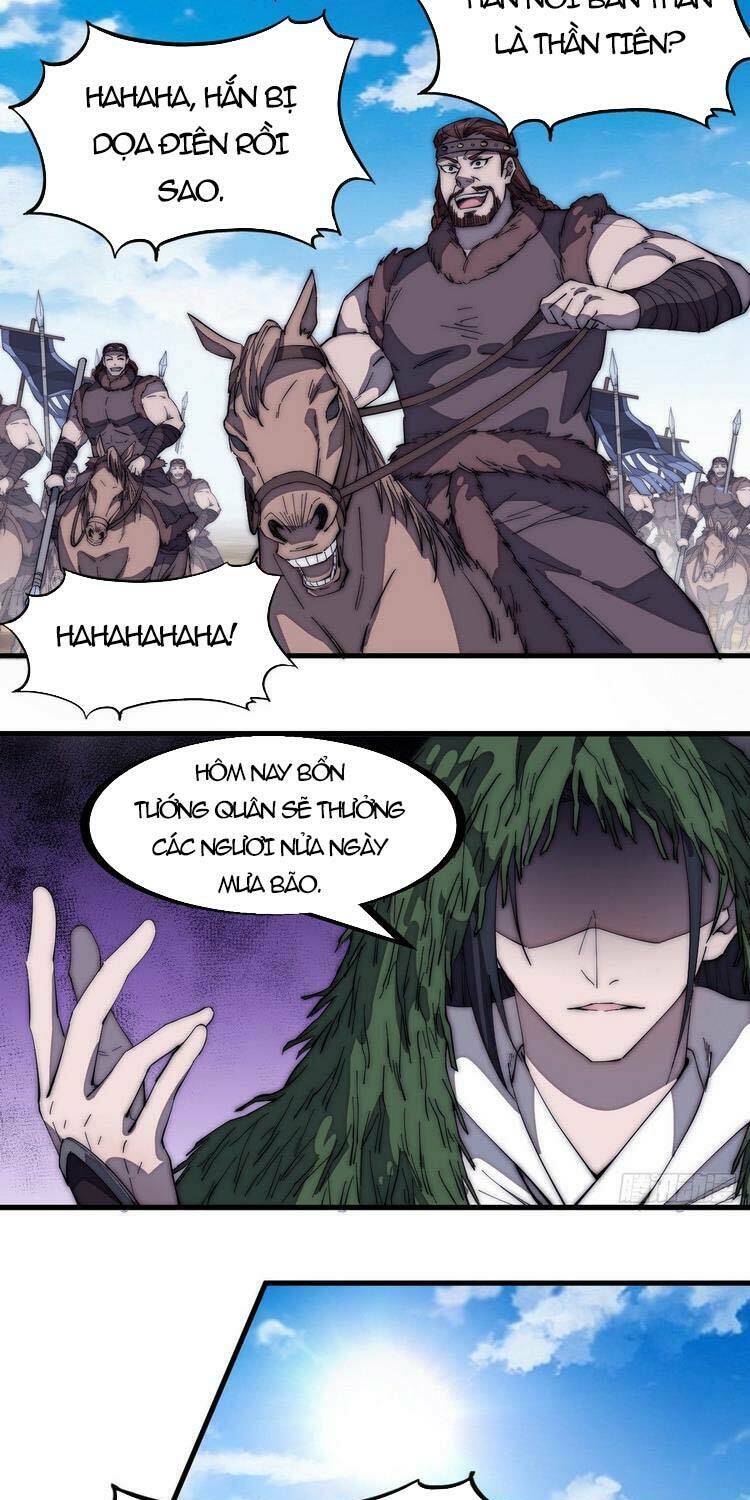 LÀ THẦN TIÊN?
HAHAHA, HẮN BỊ
DỌA ĐIÊN RỒI
SAO.
HAHAHAHAHA!
HÔM NAY BỔN
TƯỚNG QUÂN SẼ THƯỞNG
CÁC NGƯƠI NỬA NGÀY
MƯA BÃO.